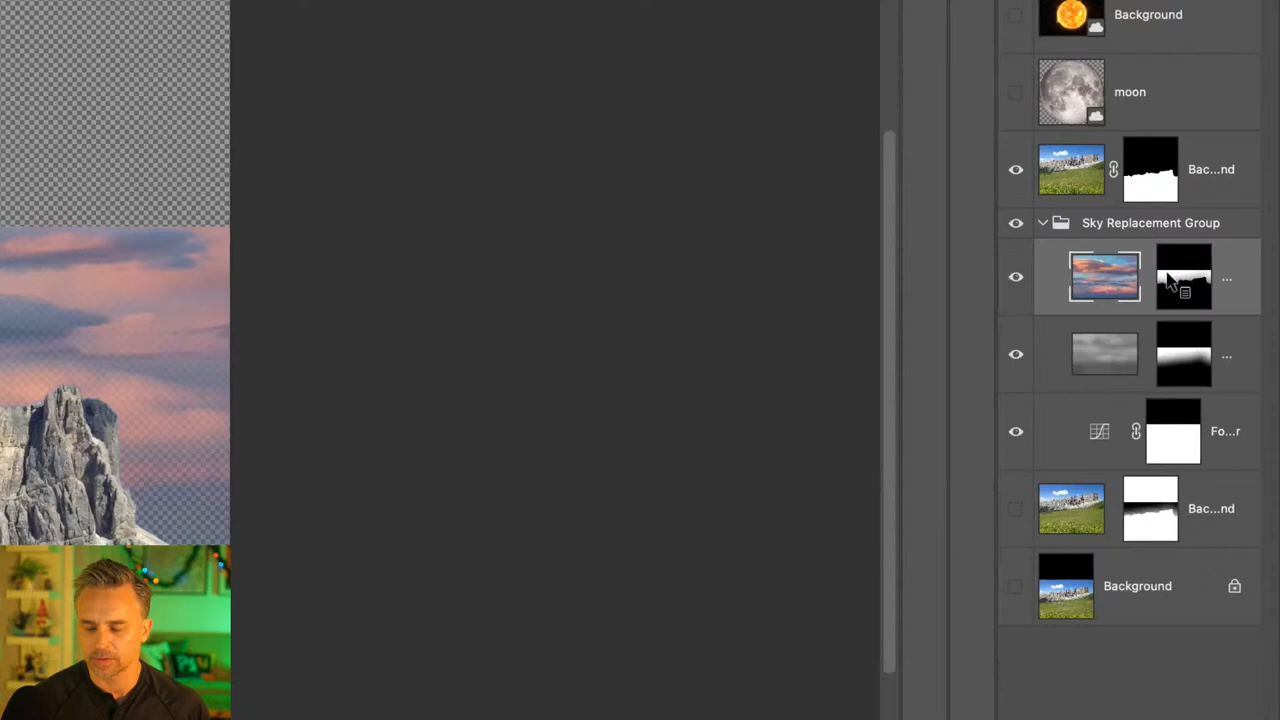 Background
moon
Bac...nd
Sky Replacement Group
...
...
Fo...r
Bac...nd
Background